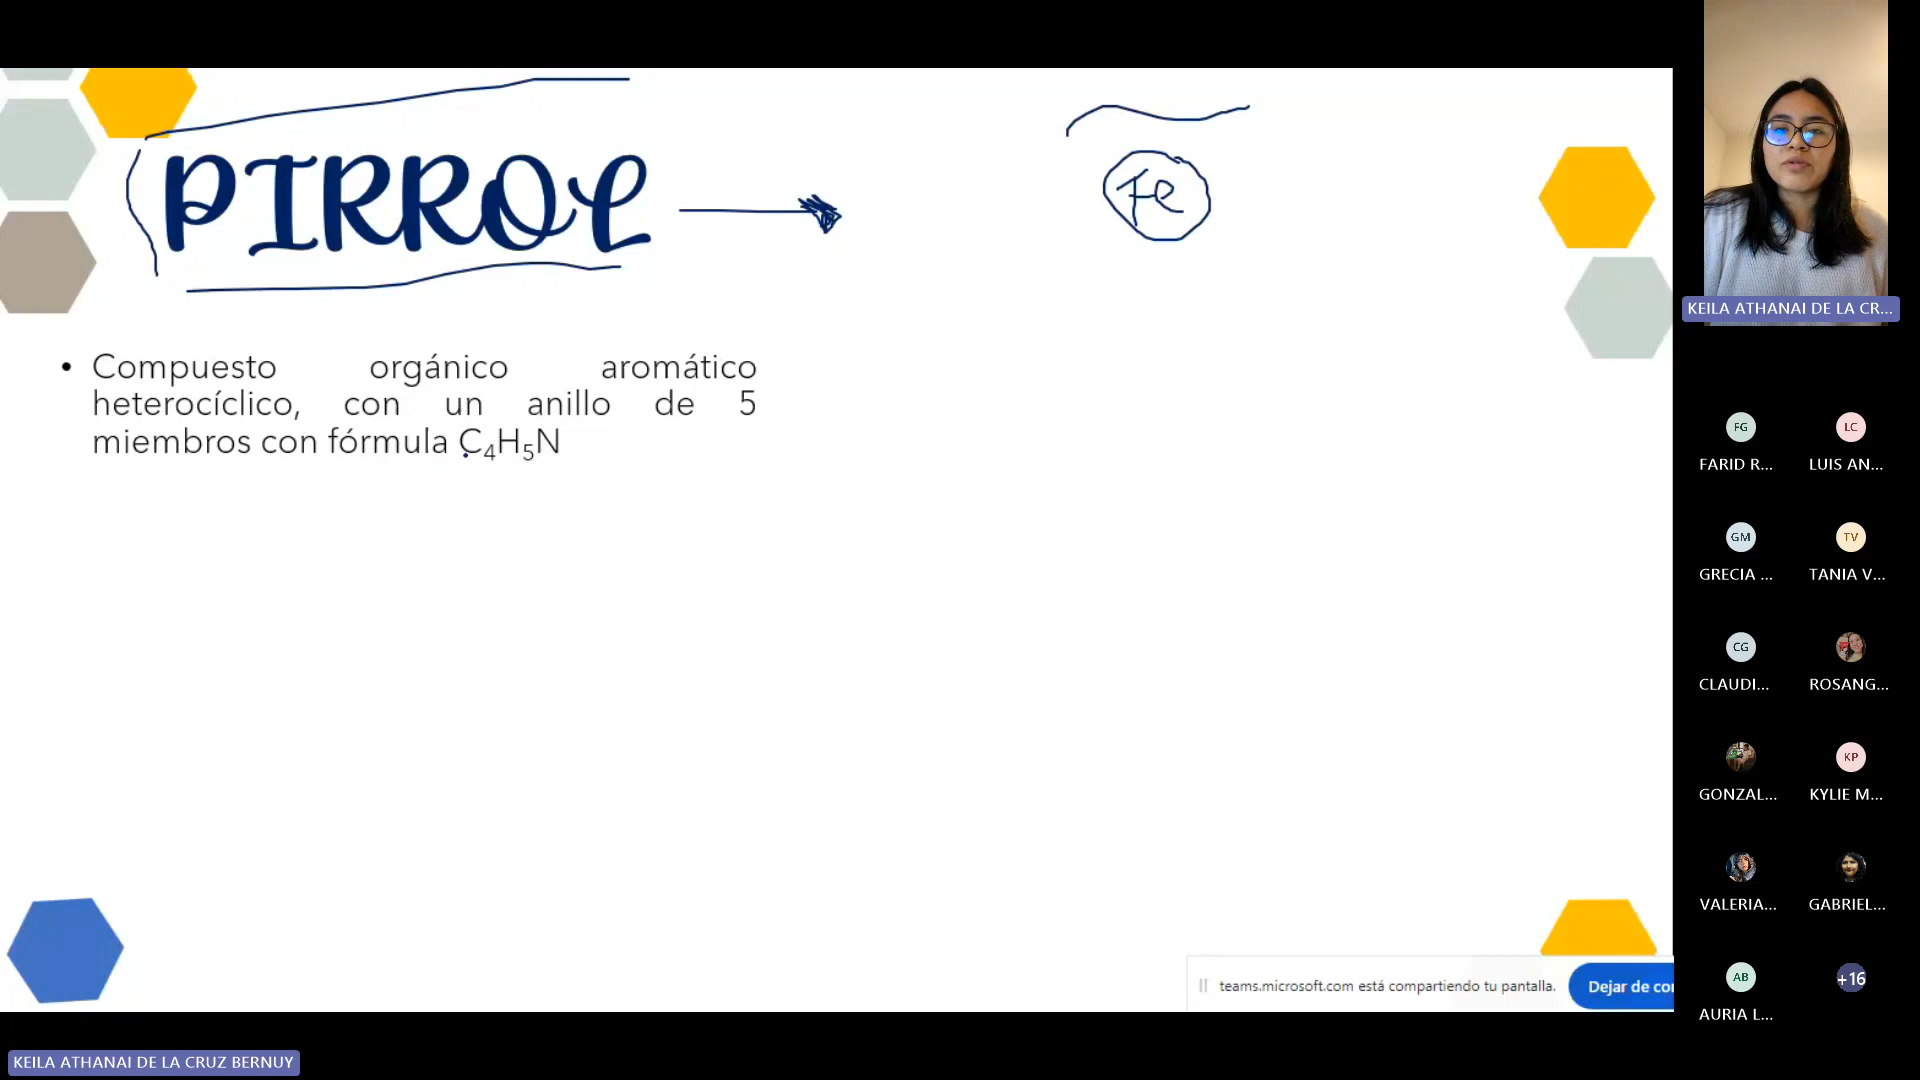 PIRROL
Fe
• Compuesto orgánico aromático
heterocíclico, con un anillo de 5
miembros con fórmula C₄H₅N
teams.microsoft.com está compartiendo tu pantalla.
Dejar de con
KEILA ATHANAI DE LA CR...
FG
LC
FARID R...
LUIS AN...
GM
TV
GRECIA ...
TANIA V...
CG
CLAUDI...
ROSANG...
KP
GONZAL...
KYLIE M...
VALERIA...
GABRIEL...
AB
+16
AURIA L...
KEILA ATHANAI DE LA CRUZ BERNUY